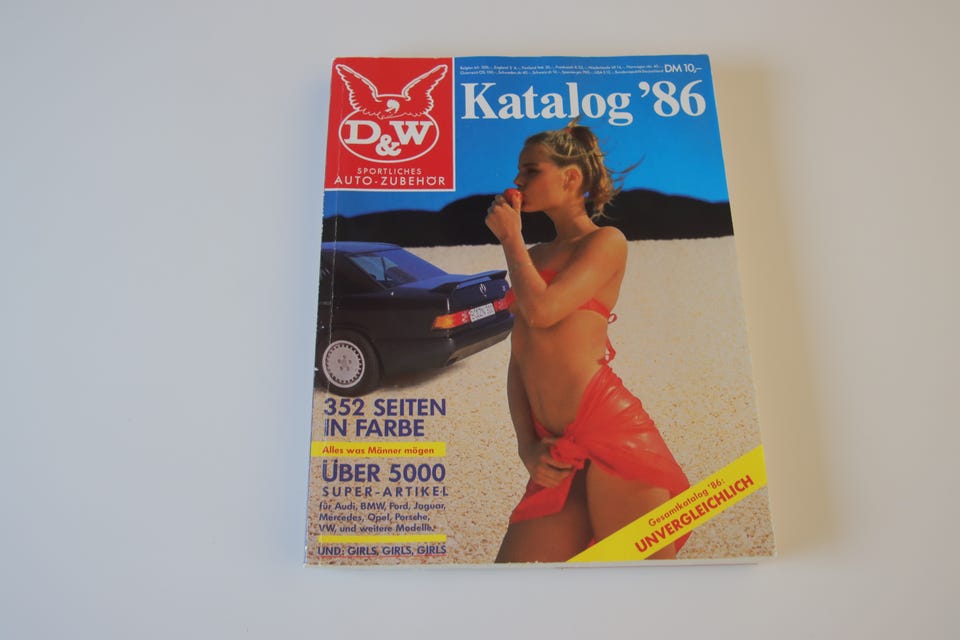 DM 10,-
Katalog '86
D&W
SPORTLICHES
AUTO-ZUBEHÖR
352 SEITEN
IN FARBE
Alles was Männer mögen
ÜBER 5000
SUPER-ARTIKEL
für Audi, BMW, Ford, Jaguar,
Mercedes, Opel, Porsche,
VW, und weitere Modelle.
UND: GIRLS, GIRLS, GIRLS
Gesamtkatalog '86:
UNVERGLEICHLICH